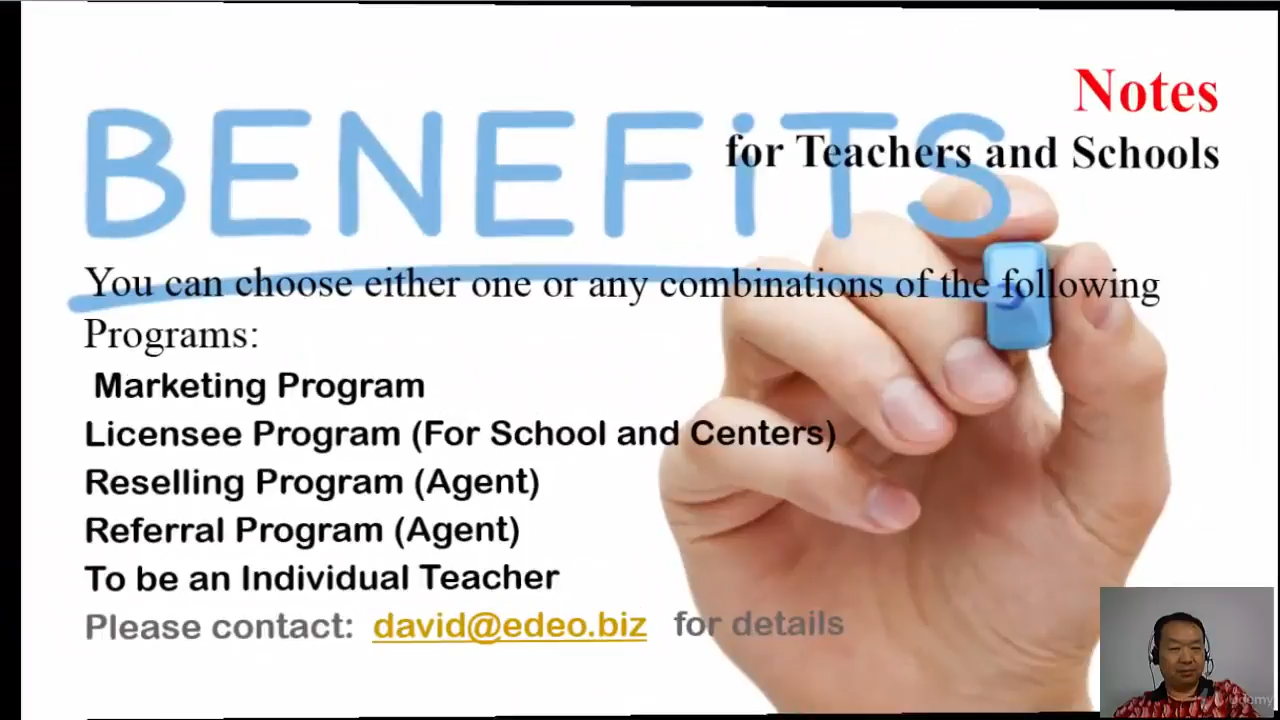 Notes
for Teachers and Schools
BENEFiTS
You can choose either one or any combinations of the following
Programs:
Marketing Program
Licensee Program (For School and Centers)
Reselling Program (Agent)
Referral Program (Agent)
To be an Individual Teacher
Please contact: david@edeo.biz for details
Udemy